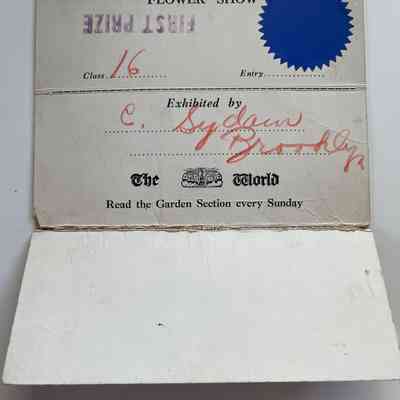 FLOWER SHOW
FIRST PRIZE
Class 16 Entry
Exhibited by
C. Sydam
Brooklyn
The World
Read the Garden Section every Sunday